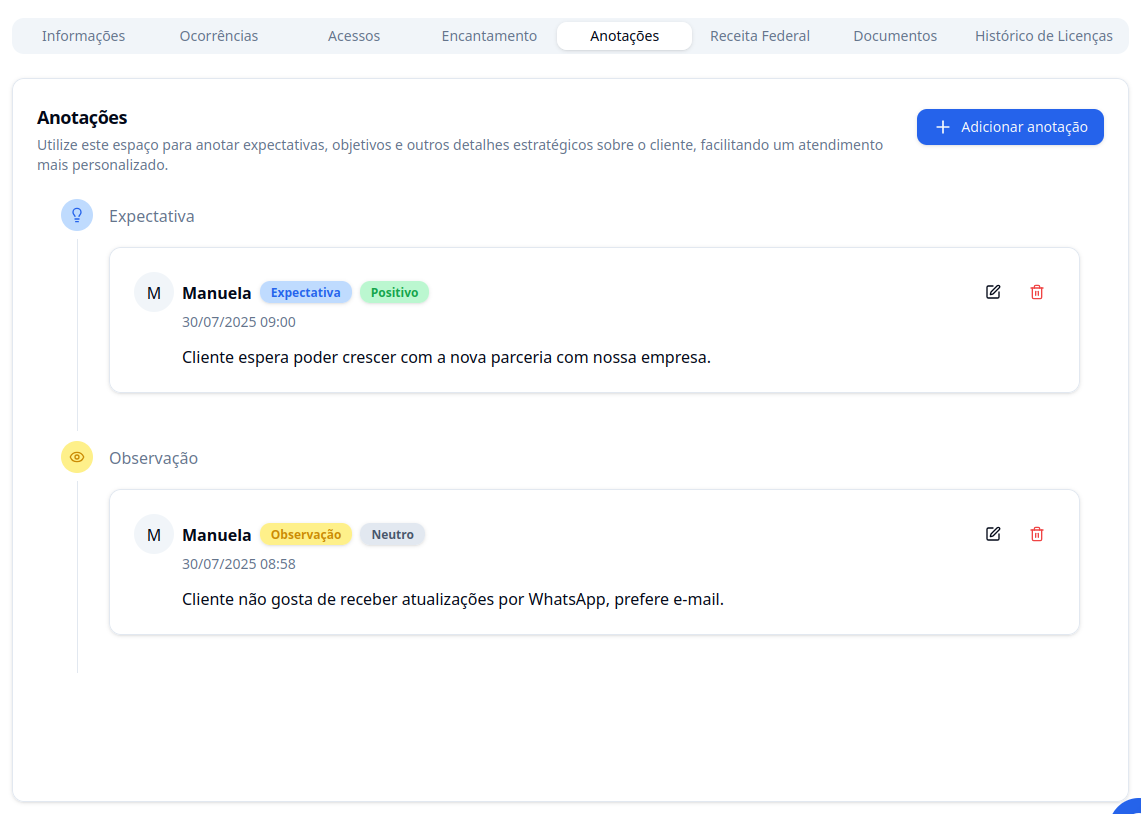 Informações Ocorrências Acessos Encantamento Anotações Receita Federal Documentos Histórico de Licenças
Anotações
Adicionar anotação
Utilize este espaço para anotar expectativas, objetivos e outros detalhes estratégicos sobre o cliente, facilitando um atendimento
mais personalizado.
Expectativa
M Manuela Expectativa Positivo
30/07/2025 09:00
Cliente espera poder crescer com a nova parceria com nossa empresa.
Observação
M Manuela Observação Neutro
30/07/2025 08:58
Cliente não gosta de receber atualizações por WhatsApp, prefere e-mail.